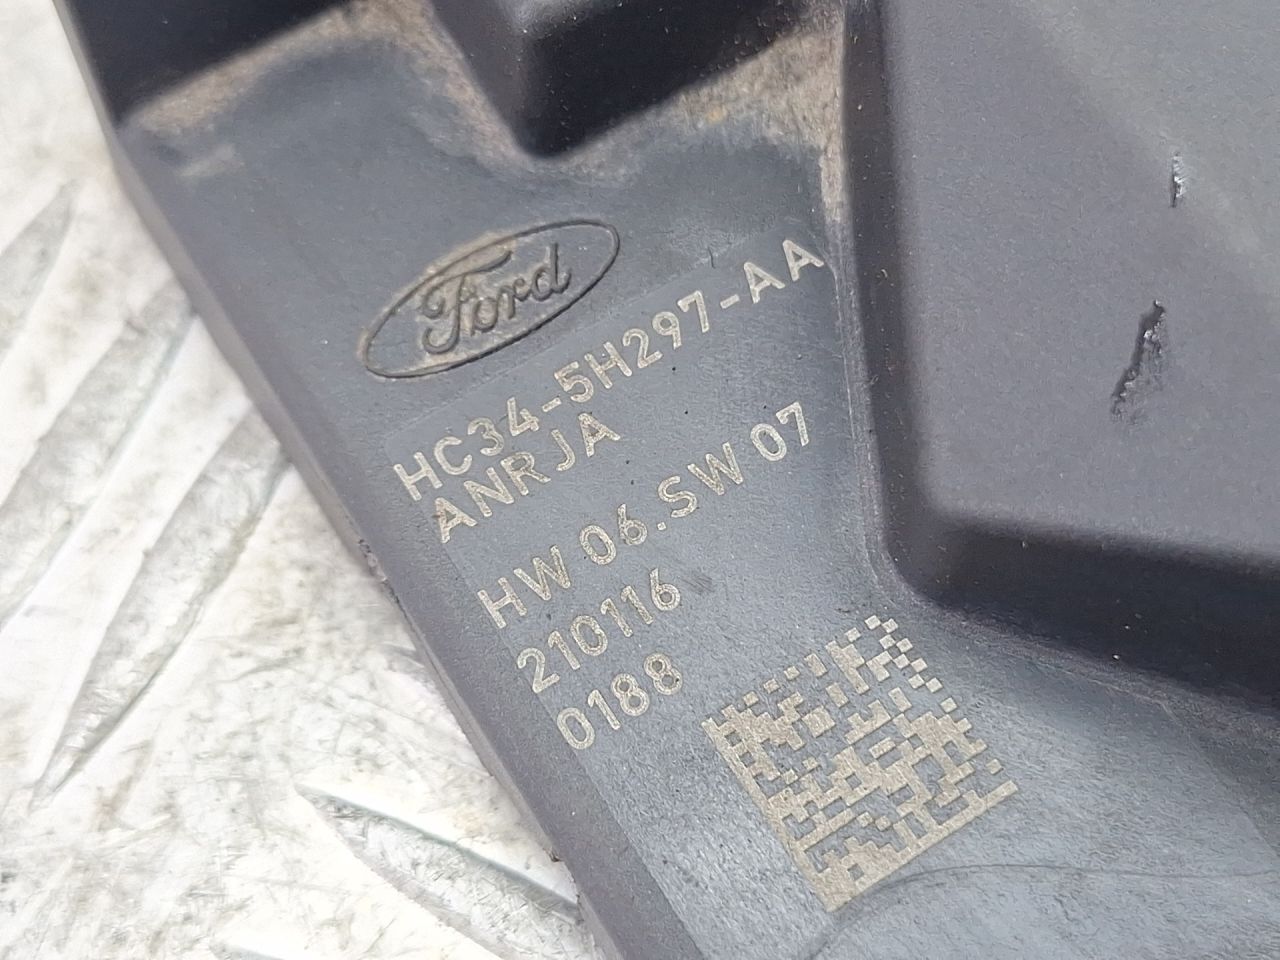 Ford
HC34-5H297-AA
ANRJA
HW 06.SW 07
210116
0188